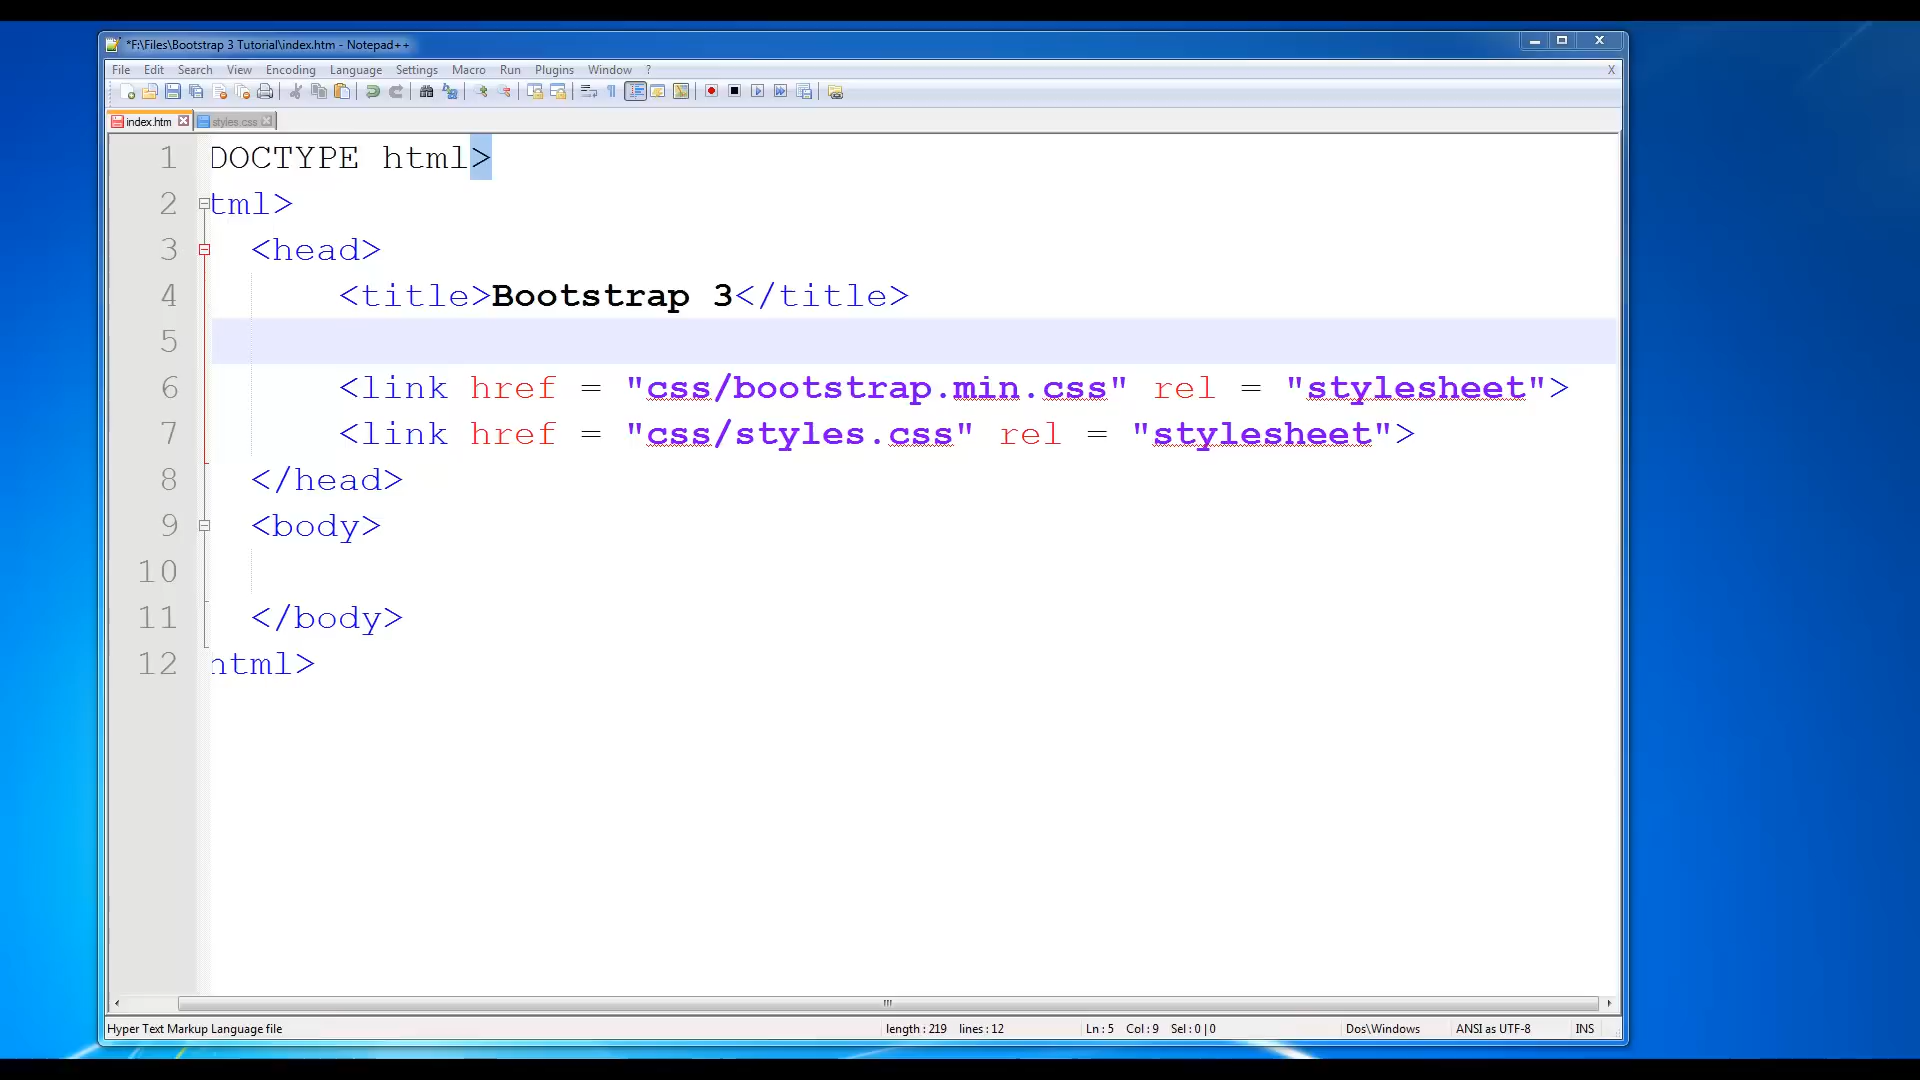 *F:\Files\Bootstrap 3 Tutorial\index.htm - Notepad++
File Edit Search View Encoding Language Settings Macro Run Plugins Window ? X
index.htm styles.css
1 DOCTYPE html>
2 tml>
3 <head>
4 <title>Bootstrap 3</title>
5
6 <link href = "css/bootstrap.min.css" rel = "stylesheet">
7 <link href = "css/styles.css" rel = "stylesheet">
8 </head>
9 <body>
10
11 </body>
12 html>
Hyper Text Markup Language file length : 219 lines : 12 Ln : 5 Col : 9 Sel : 0 | 0 Dos\Windows ANSI as UTF-8 INS